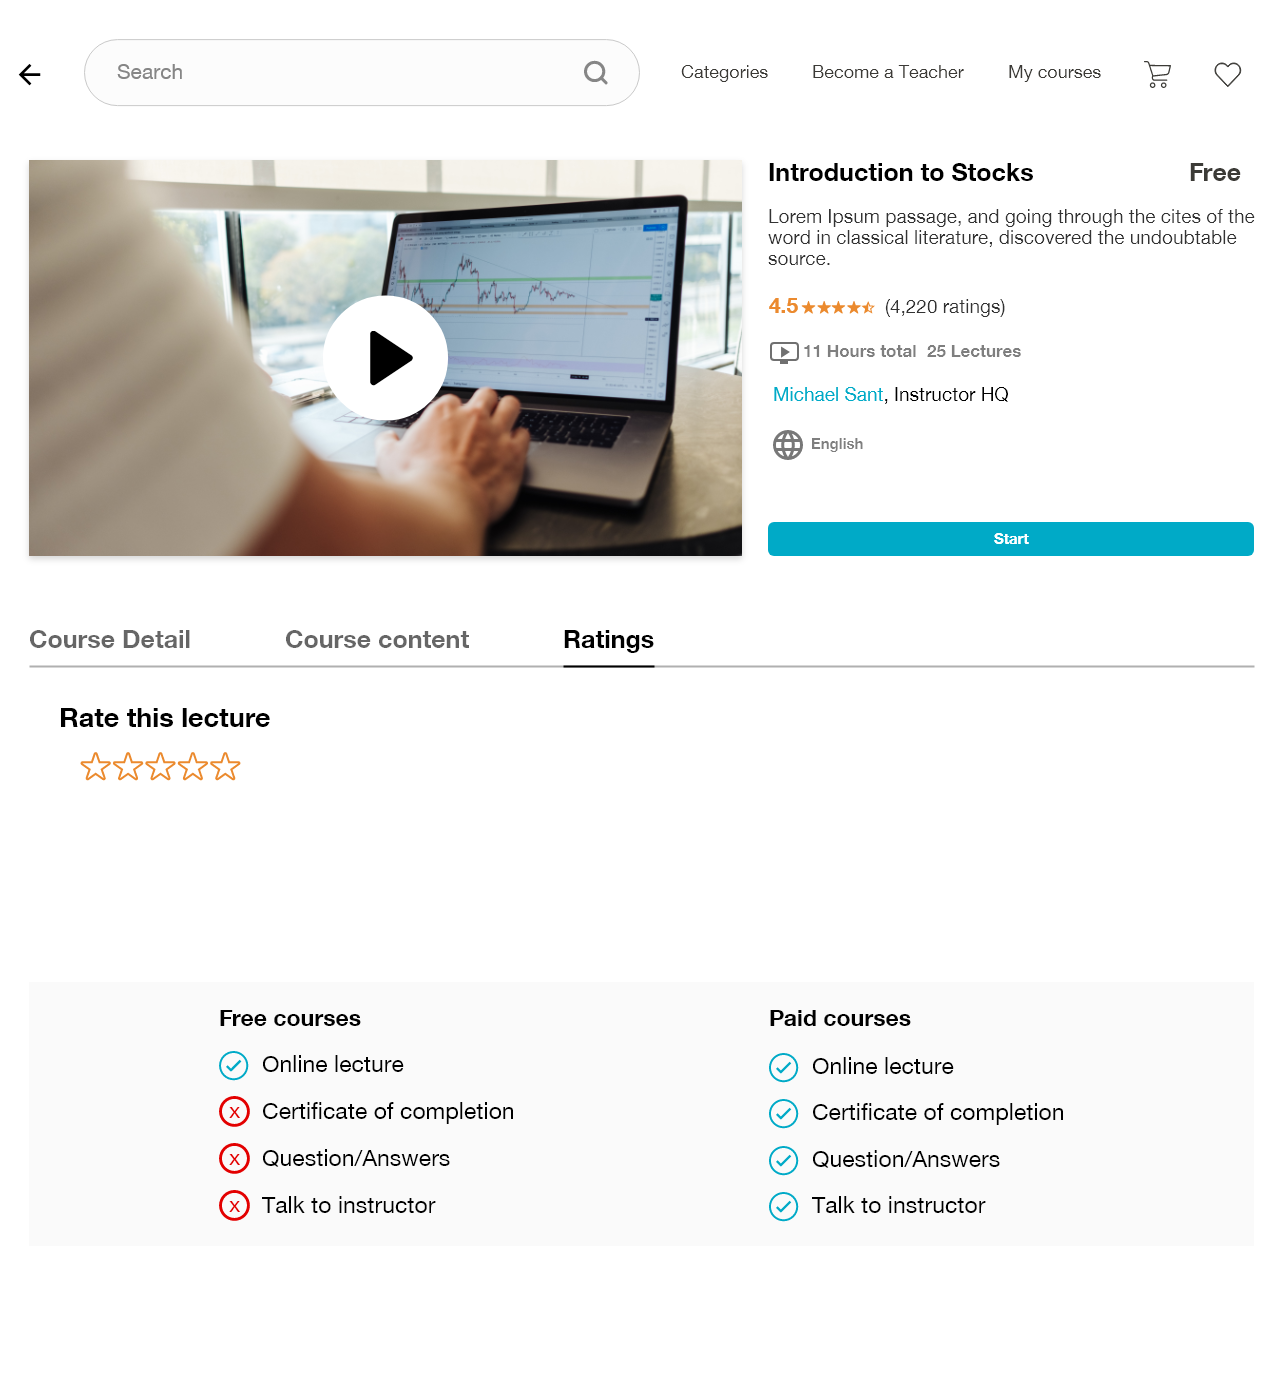 Search
Categories
Become a Teacher
My courses
Introduction to Stocks
Free
Lorem Ipsum passage, and going through the cites of the
word in classical literature, discovered the undoubtable
source.
4.5 (4,220 ratings)
11 Hours total 25 Lectures
Michael Sant, Instructor HQ
English
Start
Course Detail
Course content
Ratings
Rate this lecture
Free courses
Online lecture
X Certificate of completion
X Question/Answers
X Talk to instructor
Paid courses
Online lecture
Certificate of completion
Question/Answers
Talk to instructor